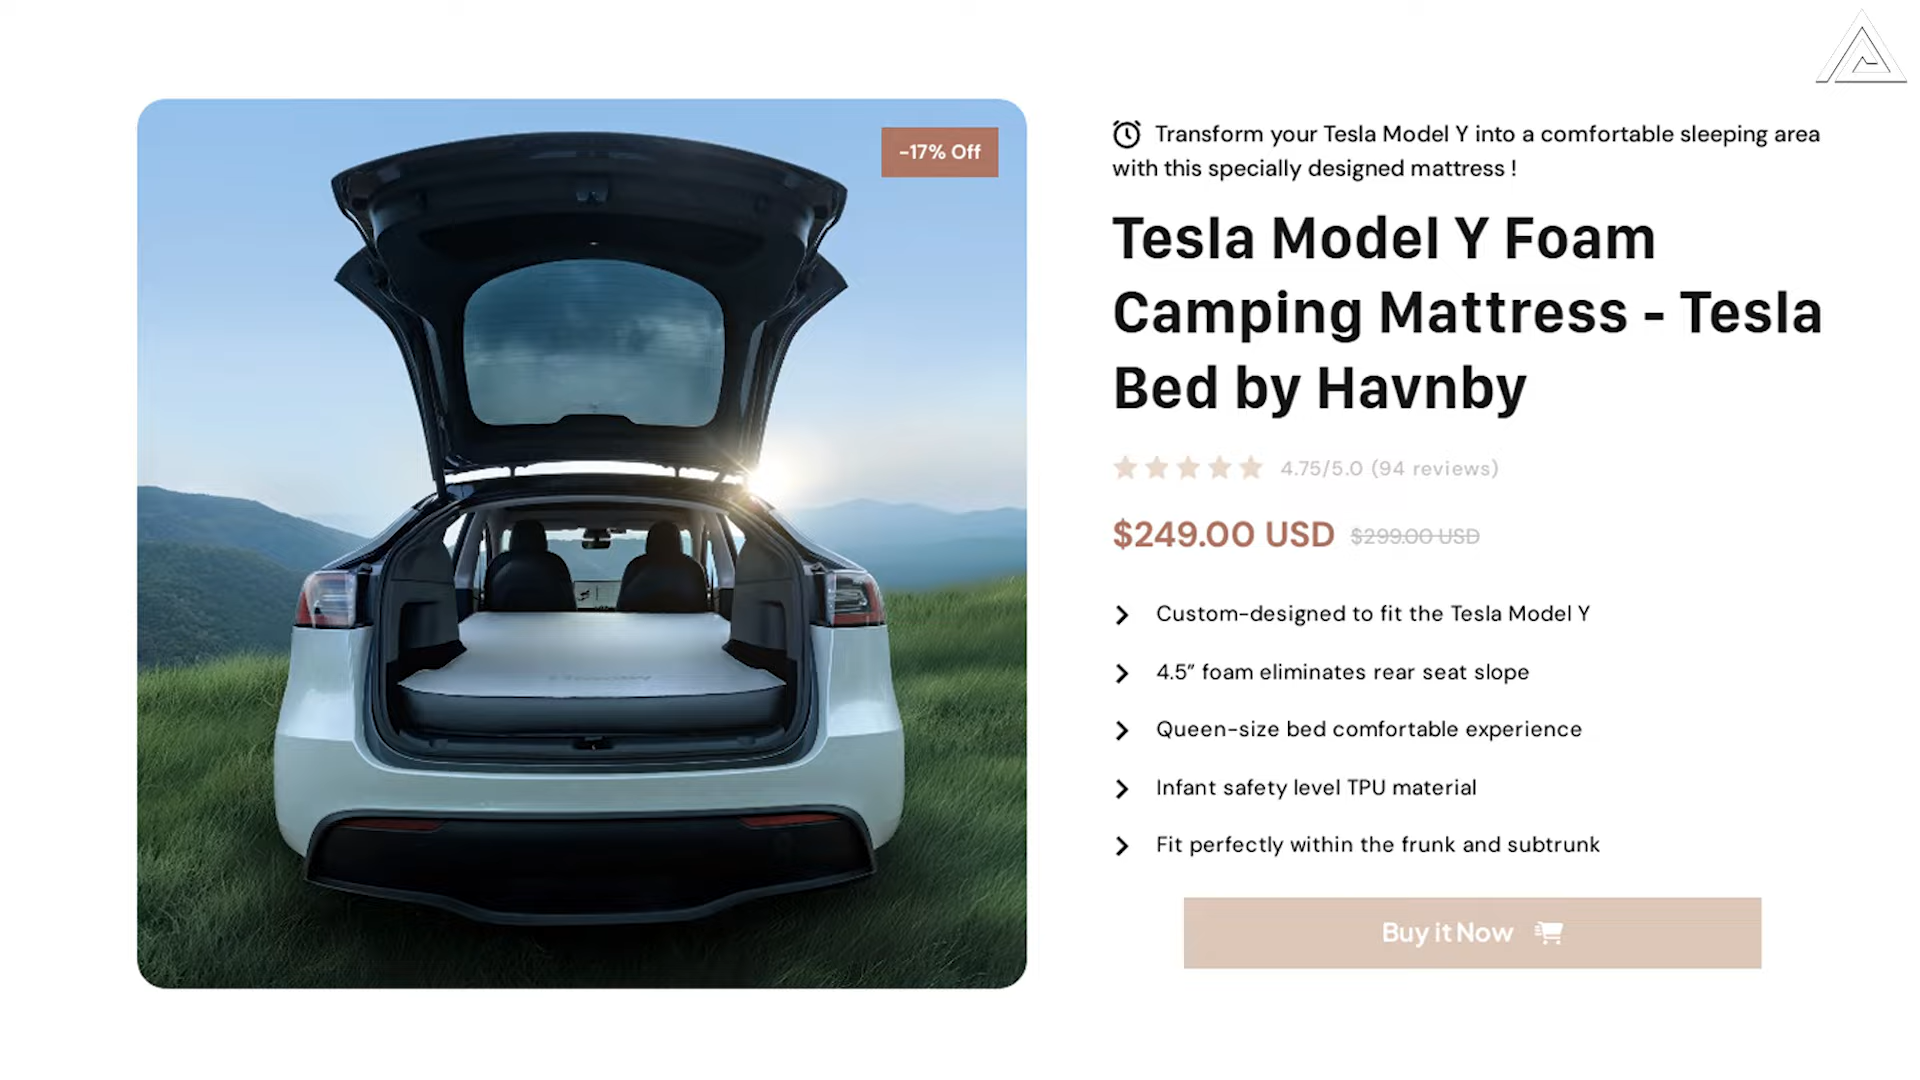 -17% Off
Transform your Tesla Model Y into a comfortable sleeping area
with this specially designed mattress !
Tesla Model Y Foam
Camping Mattress - Tesla
Bed by Havnby
4.75/5.0 (94 reviews)
$249.00 USD $299.00 USD
Custom-designed to fit the Tesla Model Y
4.5” foam eliminates rear seat slope
Queen-size bed comfortable experience
Infant safety level TPU material
Fit perfectly within the frunk and subtrunk
Buy it Now